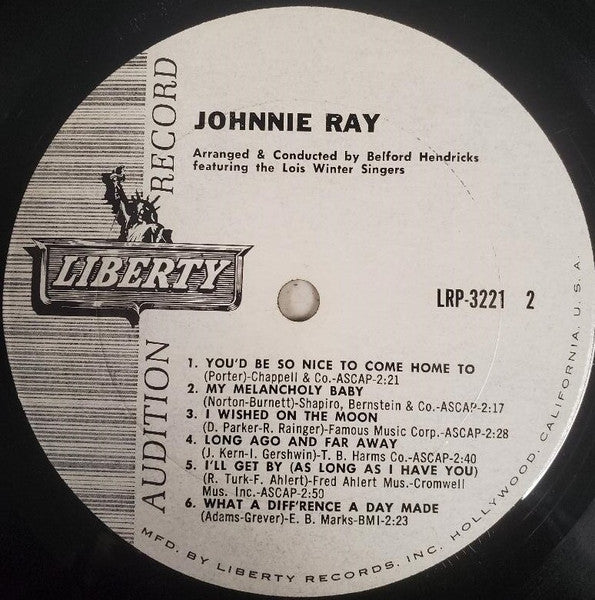 AUDITION RECORD
JOHNNIE RAY
Arranged & Conducted by Belford Hendricks
featuring the Lois Winter Singers
LIBERTY
LRP-3221 2
1. YOU'D BE SO NICE TO COME HOME TO
(Porter)-Chappell & Co.-ASCAP-2:21
2. MY MELANCHOLY BABY
(Norton-Burnett)-Shapiro, Bernstein & Co.-ASCAP-2:17
3. I WISHED ON THE MOON
(D. Parker-R. Rainger)-Famous Music Corp.-ASCAP-2:28
4. LONG AGO AND FAR AWAY
(J. Kern-I. Gershwin)-T. B. Harms Co.-ASCAP-2:40
5. I'LL GET BY (AS LONG AS I HAVE YOU)
(R. Turk-F. Ahlert)-Fred Ahlert Mus.-Cromwell
Mus. Inc.-ASCAP-2:50
6. WHAT A DIFF'RENCE A DAY MADE
(Adams-Grever)-E. B. Marks-BMI-2:23
MFD. BY LIBERTY RECORDS, INC. HOLLYWOOD, CALIFORNIA, U. S. A.